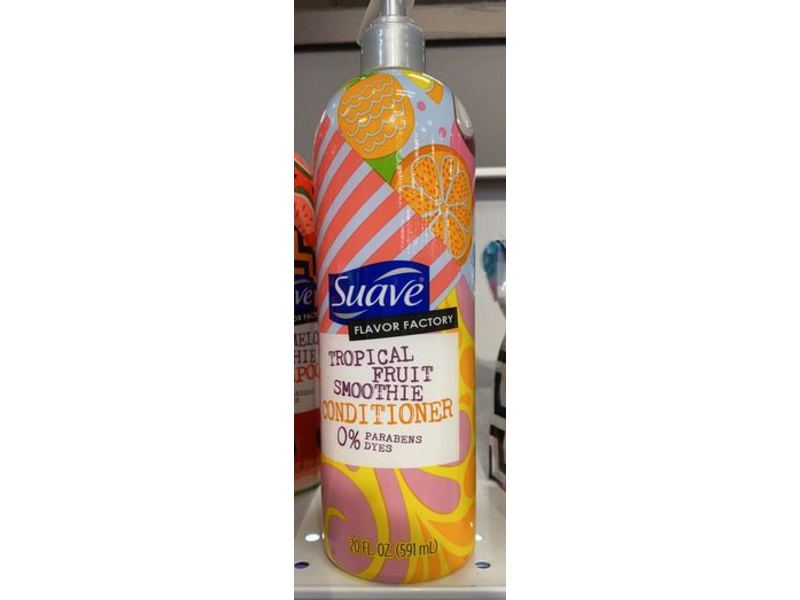 Suave®
FLAVOR FACTORY
TROPICAL
FRUIT
SMOOTHIE
CONDITIONER
0% PARABENS
DYES
20 FL. OZ. (591 mL)